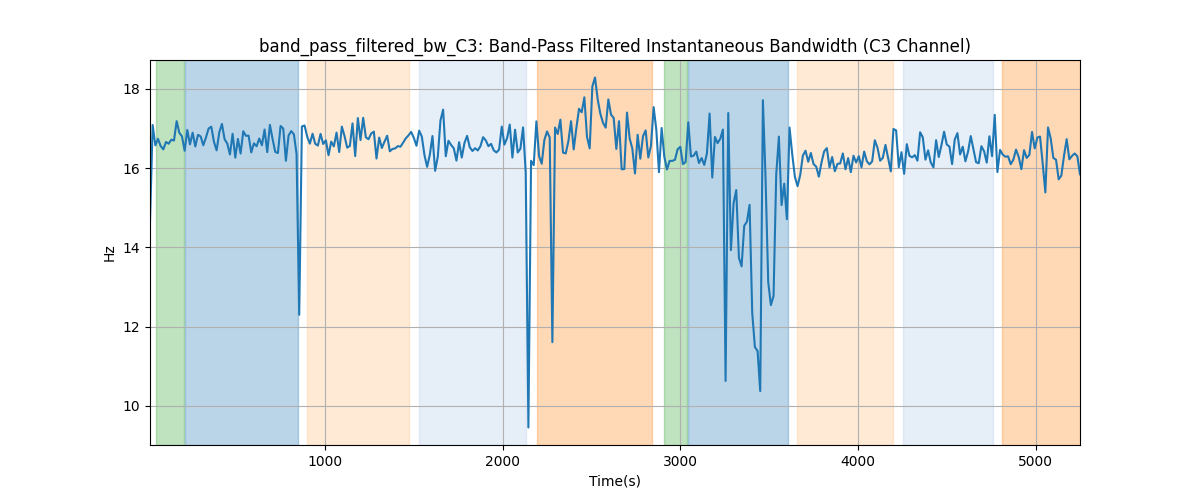 band_pass_filtered_bw_C3: Band-Pass Filtered Instantaneous Bandwidth (C3 Channel)
18
16
14
12
10
Hz
1000 2000 3000 4000 5000
Time(s)